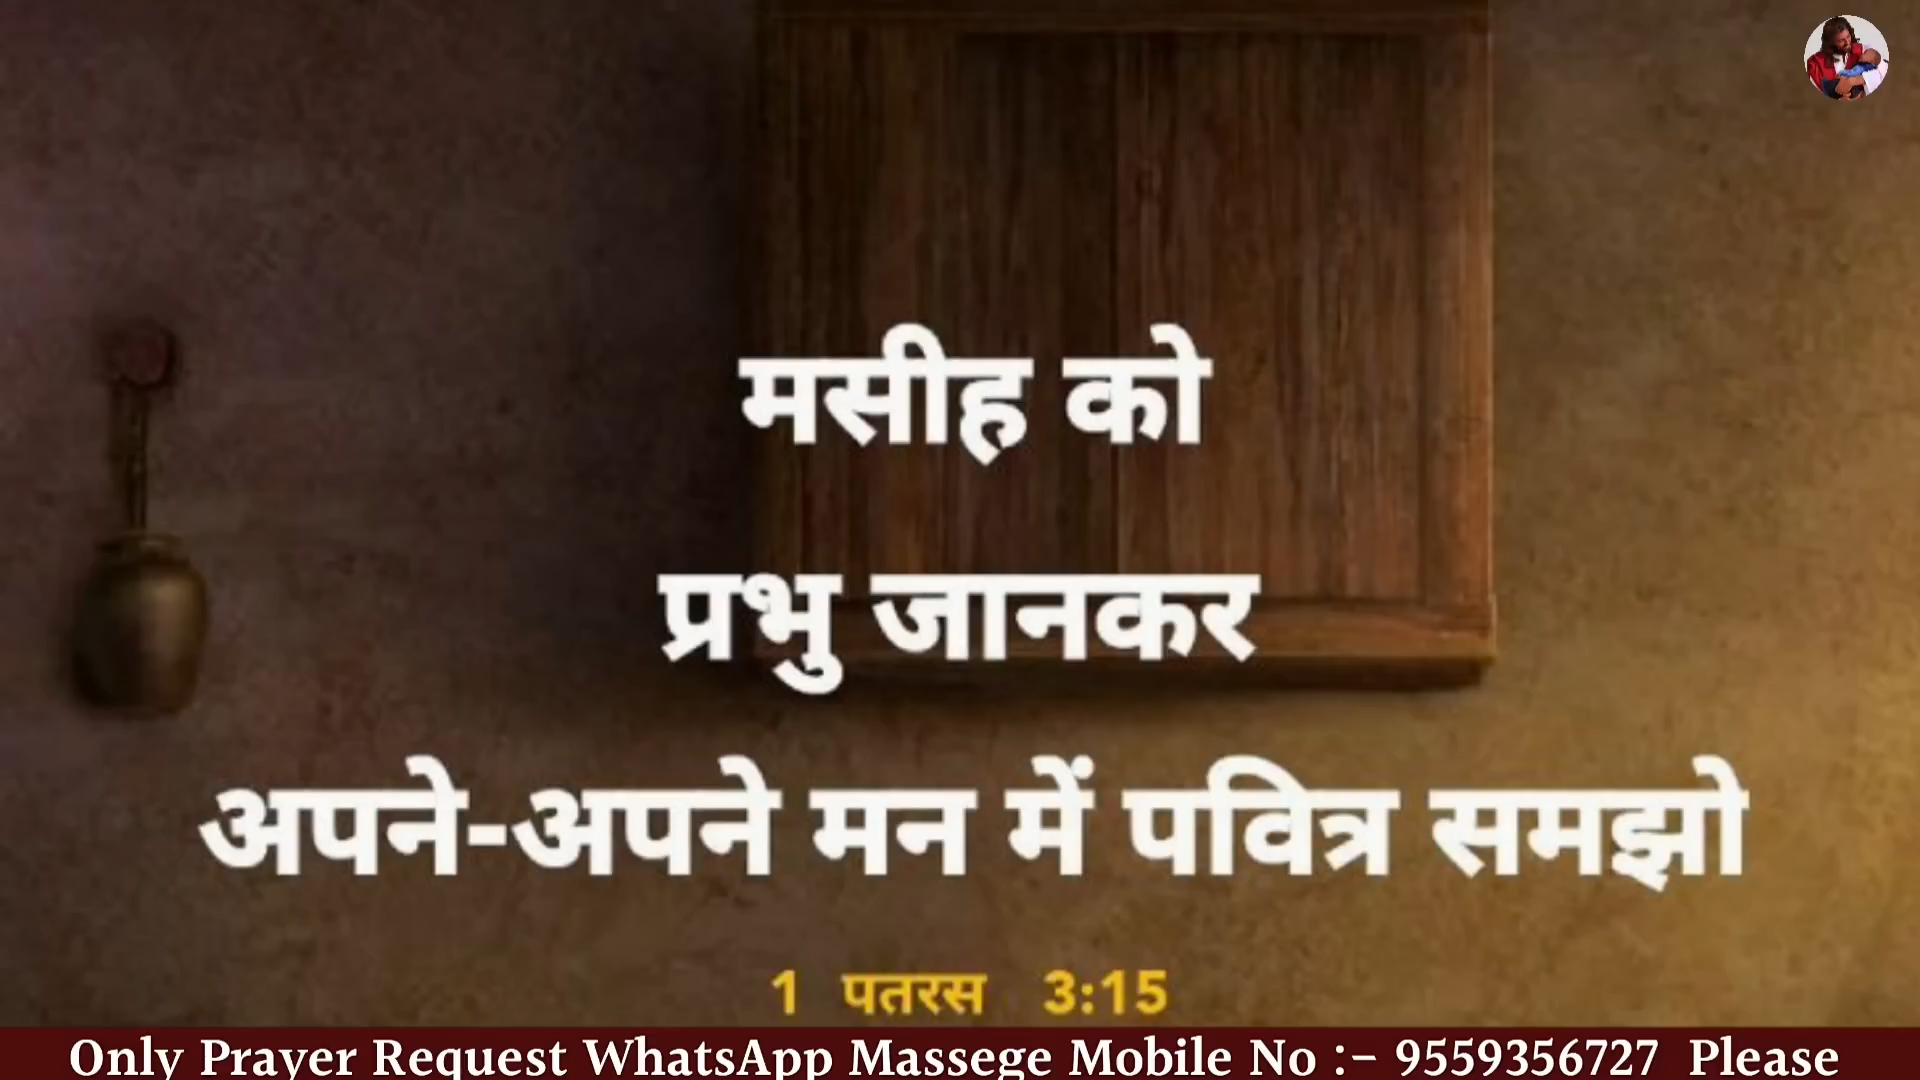 मसीह को
प्रभु जानकर
अपने-अपने मन में पवित्र समझो
1 पतरस 3:15
Only Prayer Request WhatsApp Massege Mobile No :- 9559356727 Please